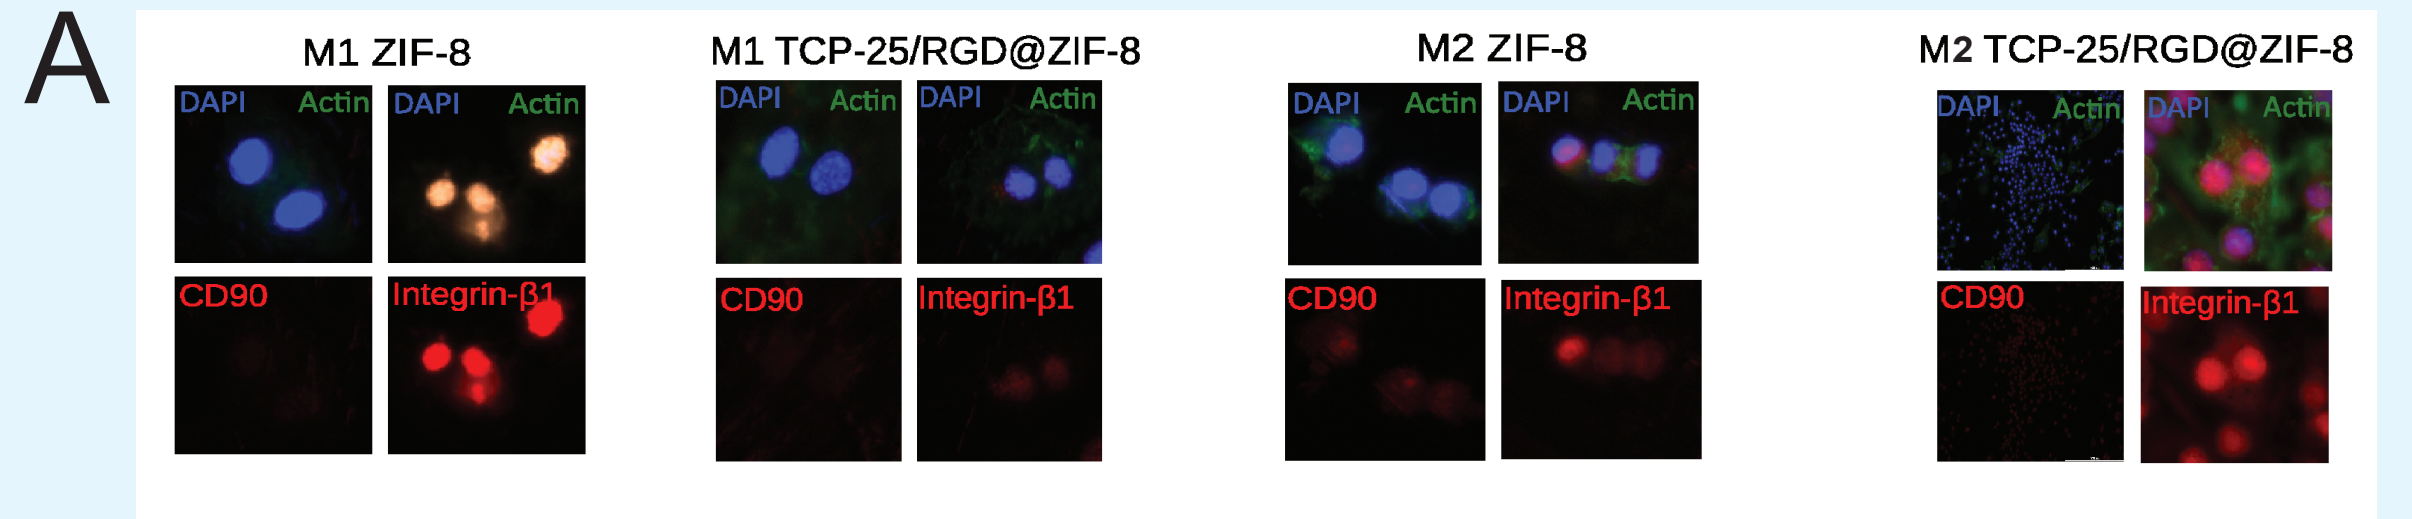 A
M1 ZIF-8
DAPI Actin DAPI Actin
CD90 Integrin-β1
M1 TCP-25/RGD@ZIF-8
DAPI Actin DAPI Actin
CD90 Integrin-β1
M2 ZIF-8
DAPI Actin DAPI Actin
CD90 Integrin-β1
M2 TCP-25/RGD@ZIF-8
DAPI Actin DAPI Actin
CD90 Integrin-β1